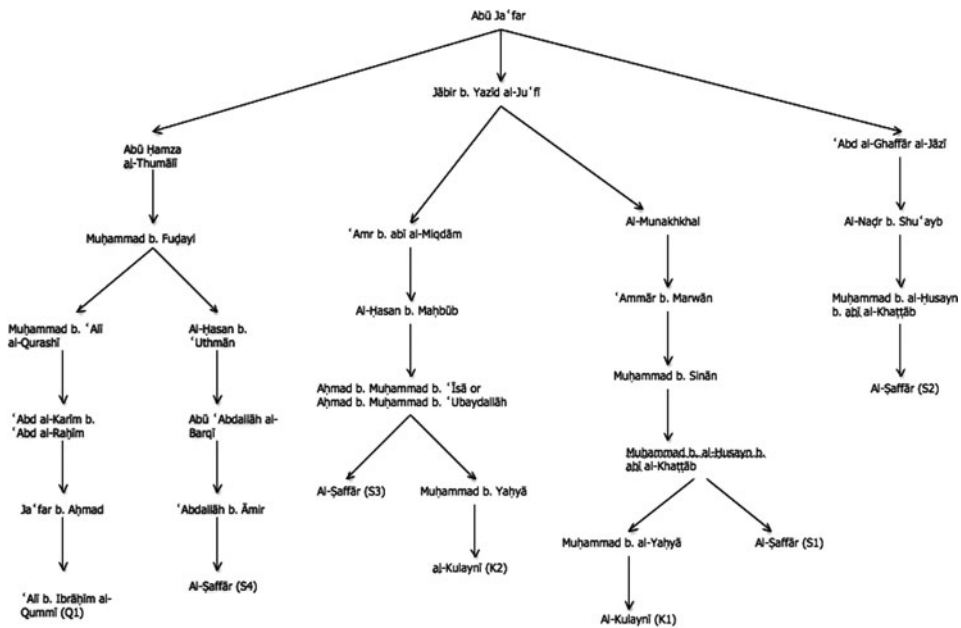 Abū Jaʿfar
Jābir b. Yazīd al-Juʿfī
Abū Ḥamza
al-Thumālī
ʿAbd al-Ghaffār al-Jāzī
Muḥammad b. Fuḍayl
ʿAmr b. abī al-Miqdām
Al-Munakhkhal
Al-Naḍr b. Shuʿayb
Muḥammad b. ʿAlī
al-Qurashī
Al-Ḥasan b.
ʿUthmān
Al-Ḥasan b. Maḥbūb
ʿAmmār b. Marwān
Muḥammad b. al-Ḥusayn
b. abī al-Khaṭṭāb
ʿAbd al-Karīm b.
ʿAbd al-Raḥīm
Abū ʿAbdallāh al-
Barqī
Aḥmad b. Muḥammad b. ʿĪsā or
Aḥmad b. Muḥammad b. ʿUbaydallāh
Muḥammad b. Sinān
Al-Ṣaffār (S2)
Muḥammad b. al-Ḥusayn b.
abī al-Khaṭṭāb
Jaʿfar b. Aḥmad
ʿAbdallāh b. Āmir
Al-Ṣaffār (S3)
Muḥammad b. Yaḥyā
Muḥammad b. al-Yaḥyā
Al-Ṣaffār (S1)
ʿAlī b. Ibrāhīm al-
Qummī (Q1)
Al-Ṣaffār (S4)
al-Kulaynī (K2)
Al-Kulaynī (K1)